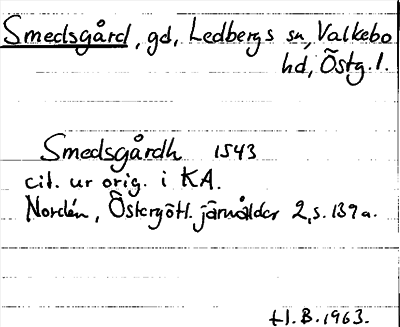 Smedsgård, gd, Ledbergs sn, Valkebo
hd, Östg. l.
Smedsgårdh 1543
cit. ur orig. i KA.
Nordén, Östergötl. järnålder 2, s. 139 a.
H.B. 1963.